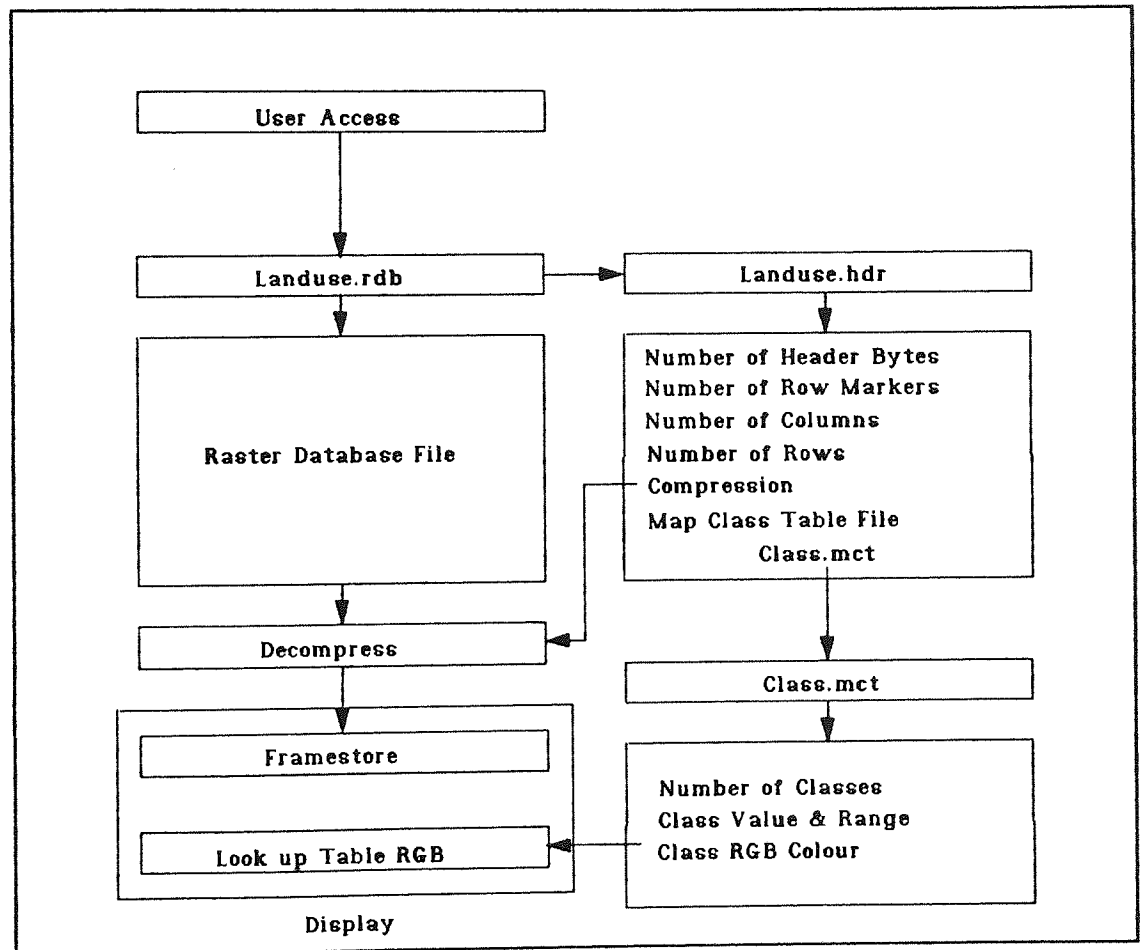 User Access
Landuse.rdb
Landuse.hdr
Raster Database File
Number of Header Bytes
Number of Row Markers
Number of Columns
Number of Rows
Compression
Map Class Table File
Class.mct
Decompress
Class.mct
Framestore
Look up Table RGB
Number of Classes
Class Value & Range
Class RGB Colour
Display